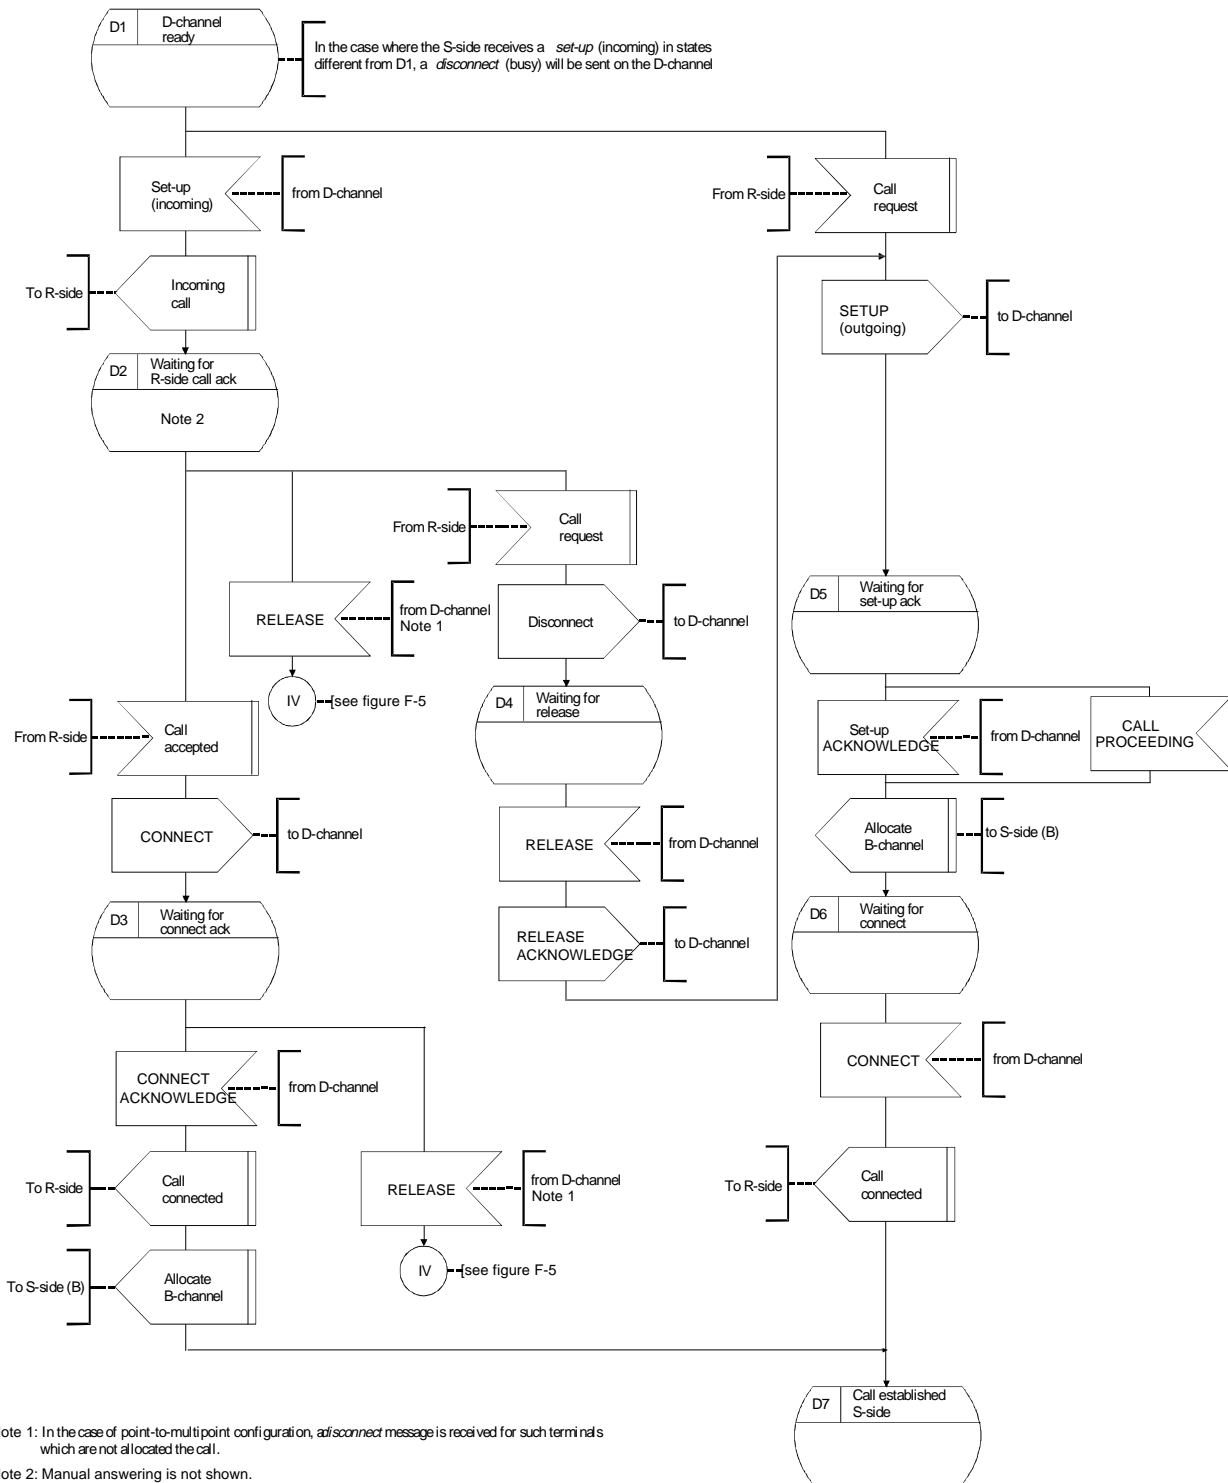 D1
D-channel
ready
In the case where the S-side receives a set-up (incoming) in states
different from D1, a disconnect (busy) will be sent on the D-channel
Set-up
(incoming)
from D-channel
From R-side
Call
request
To R-side
Incoming
call
SETUP
(outgoing)
to D-channel
D2
Waiting for
R-side call ack
Note 2
From R-side
Call
request
RELEASE
from D-channel
Note 1
Disconnect
to D-channel
D5
Waiting for
set-up ack
IV
[see figure F-5
D4
Waiting for
release
From R-side
Call
accepted
Set-up
ACKNOWLEDGE
from D-channel
CALL
PROCEEDING
CONNECT
to D-channel
RELEASE
from D-channel
Allocate
B-channel
to S-side (B)
D3
Waiting for
connect ack
RELEASE
ACKNOWLEDGE
to D-channel
D6
Waiting for
connect
CONNECT
ACKNOWLEDGE
from D-channel
CONNECT
from D-channel
To R-side
Call
connected
RELEASE
from D-channel
Note 1
To R-side
Call
connected
To S-side (B)
Allocate
B-channel
IV
[see figure F-5
D7
Call established
S-side
ote 1: In the case of point-to-multipoint configuration, a disconnect message is received for such terminals
which are not allocated the call.
ote 2: Manual answering is not shown.